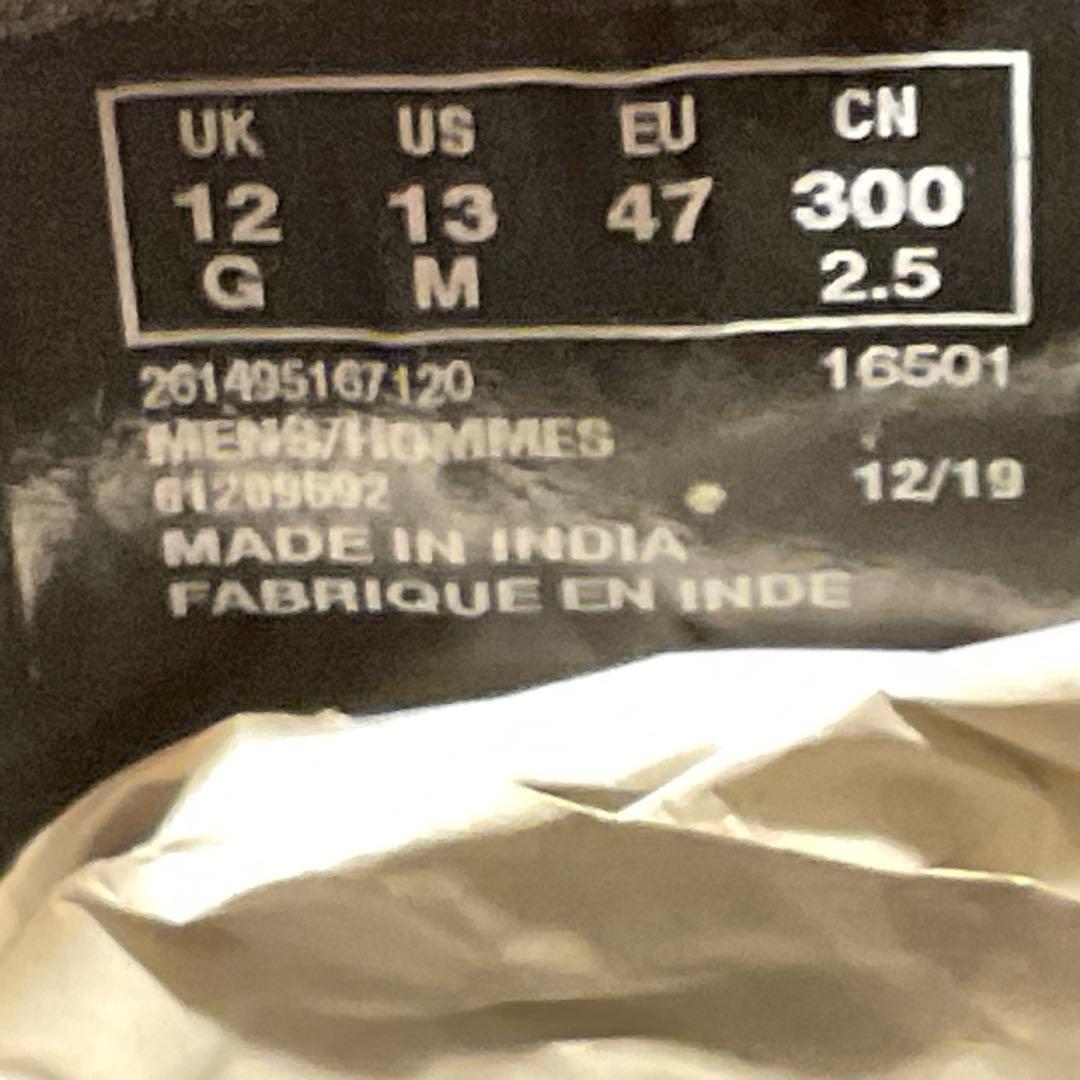 UK US EU CN
12 13 47 300
G M 2.5
261495167120 16501
MENS/HOMMES
12/19
MADE IN INDIA
FABRIQUE EN INDE